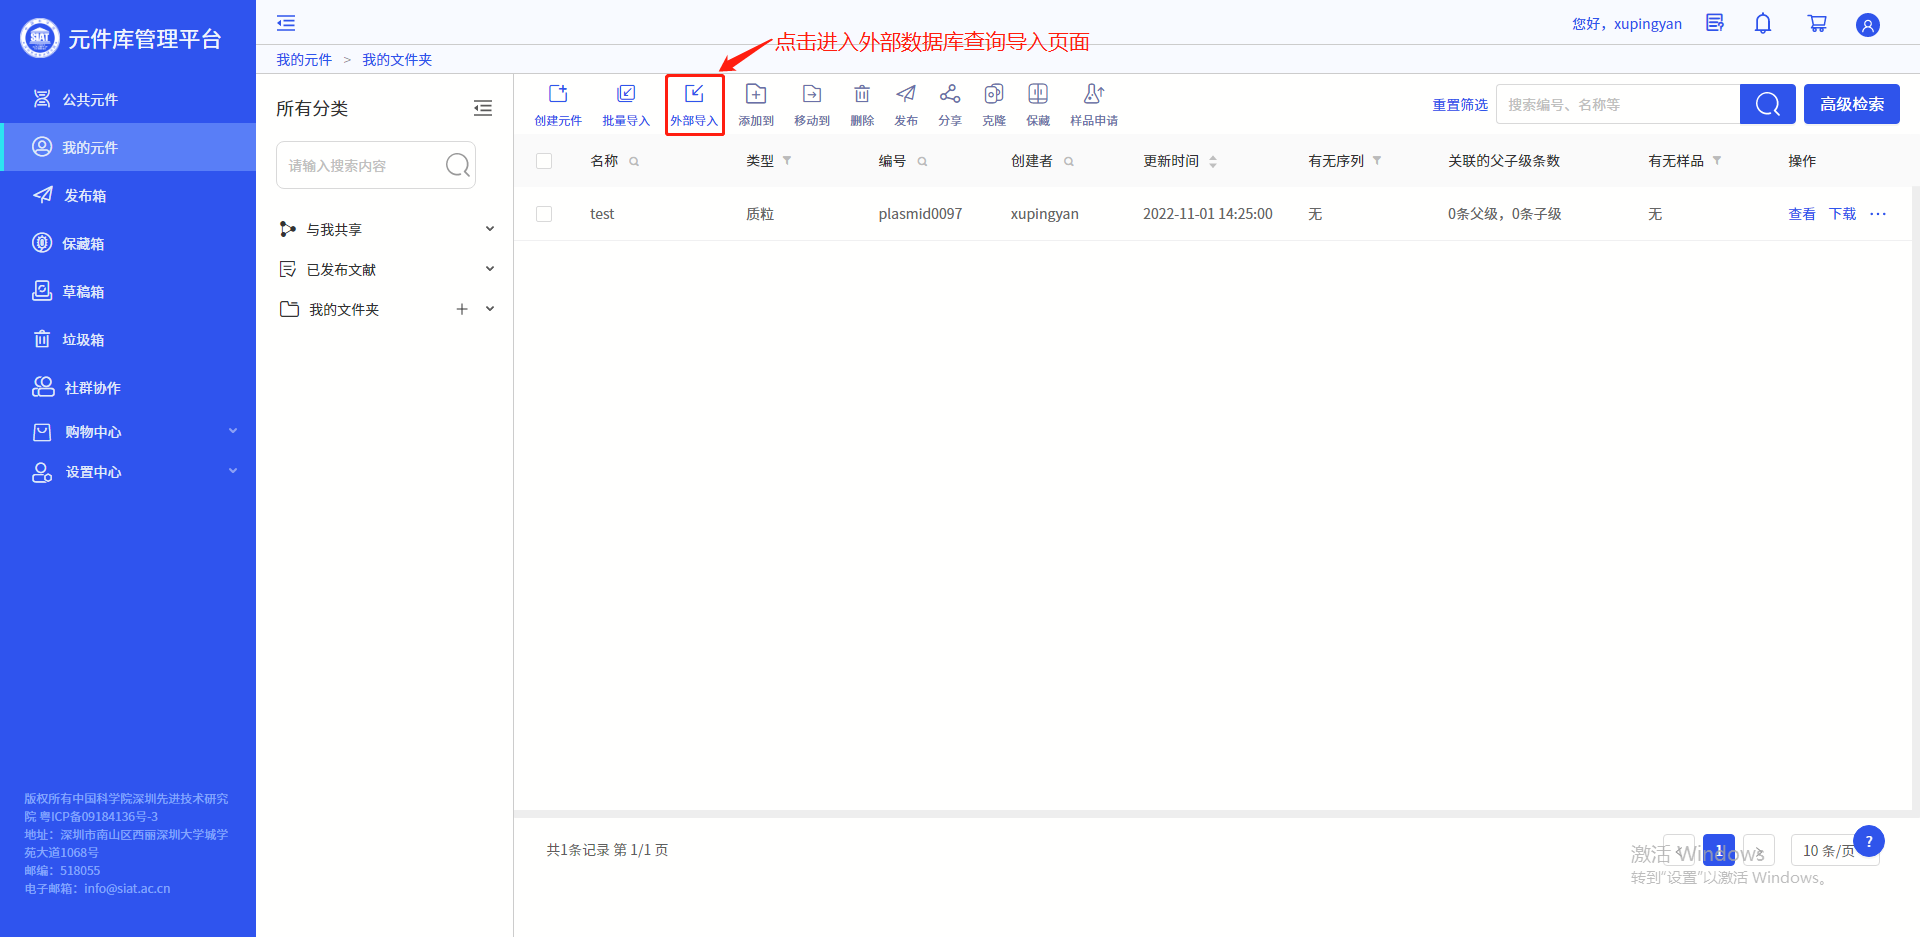 元件库管理平台
您好，xupingyan
点击进入外部数据库查询导入页面
我的元件 > 我的文件夹
公共元件
我的元件
发布箱
保藏箱
草稿箱
垃圾箱
社群协作
购物中心
设置中心
版权所有中国科学院深圳先进技术研究
院 粤ICP备09184136号-3
地址：深圳市南山区西丽深圳大学城学
苑大道1068号
邮编：518055
电子邮箱：info@siat.ac.cn
所有分类
请输入搜索内容
与我共享
已发布文献
我的文件夹
创建元件 批量导入 外部导入 添加到 移动到 删除 发布 分享 克隆 保藏 样品申请
重置筛选 搜索编号、名称等 高级检索
名称 类型 编号 创建者 更新时间 有无序列 关联的父子级条数 有无样品 操作
test 质粒 plasmid0097 xupingyan 2022-11-01 14:25:00 无 0条父级，0条子级 无 查看 下载 ···
共1条记录 第 1/1 页
< 1 > 10 条/页 ?
激活 Windows
转到"设置"以激活 Windows。
SIAT